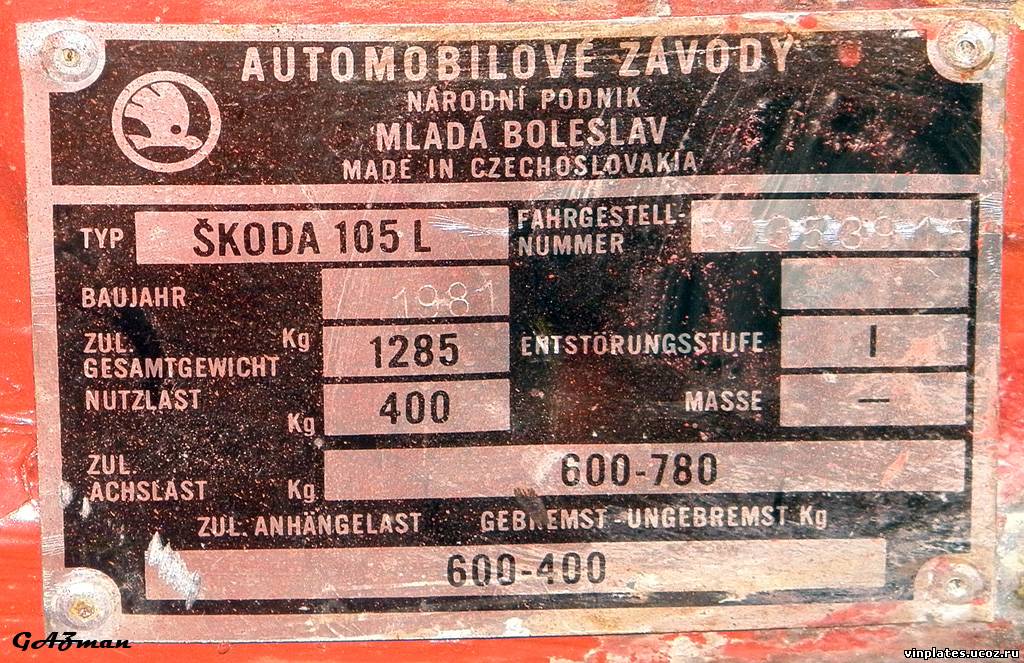 AUTOMOBILOVÉ ZÁVODY
NÁRODNÍ PODNIK
MLADÁ BOLESLAV
MADE IN CZECHOSLOVAKIA
TYP ŠKODA 105 L
FAHRGESTELL-
NUMMER
BAUJAHR 1981
ZUL. Kg
GESAMTGEWICHT 1285
ENTSTÖRUNGSSTUFE I
NUTZLAST
Kg 400
MASSE —
ZUL.
ACHSLAST Kg 600-780
ZUL. ANHÄNGELAST GEBREMST-UNGEBREMST Kg
600-400
GAZman
vinplates.ucoz.ru